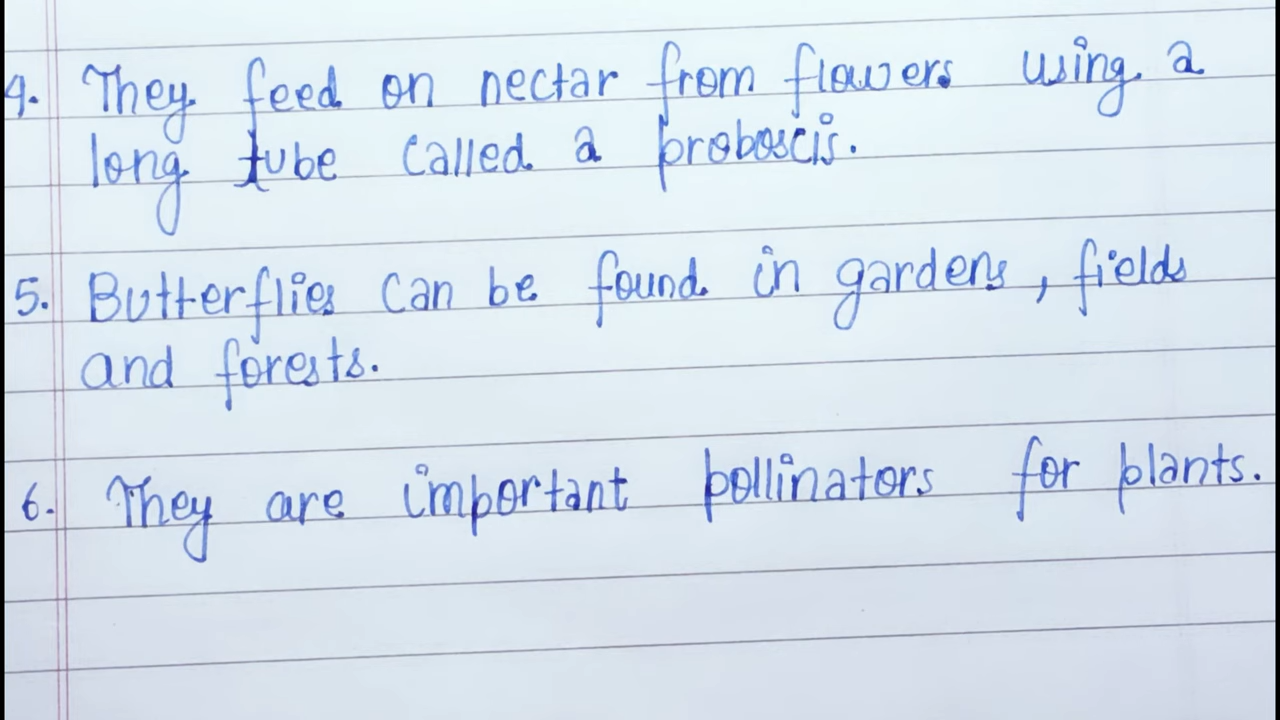 4. They feed on nectar from flowers using a
long tube called a proboscis.
5. Butterflies can be found in gardens, fields
and forests.
6. They are important pollinators for plants.